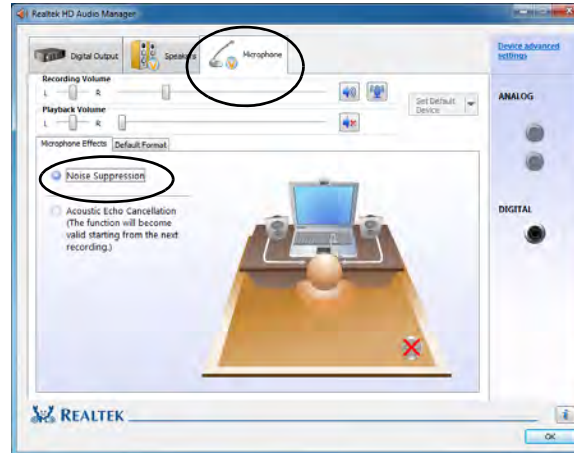 Realtek HD Audio Manager
Digital Output
Speakers
Microphone
Device advanced
settings
Recording Volume
L
R
Set Default
Device
ANALOG
Playback Volume
L
R
Microphone Effects
Default Format
Noise Suppression
Acoustic Echo Cancellation
(The function will become
valid starting from the next
recording.)
DIGITAL
REALTEK
i
OK